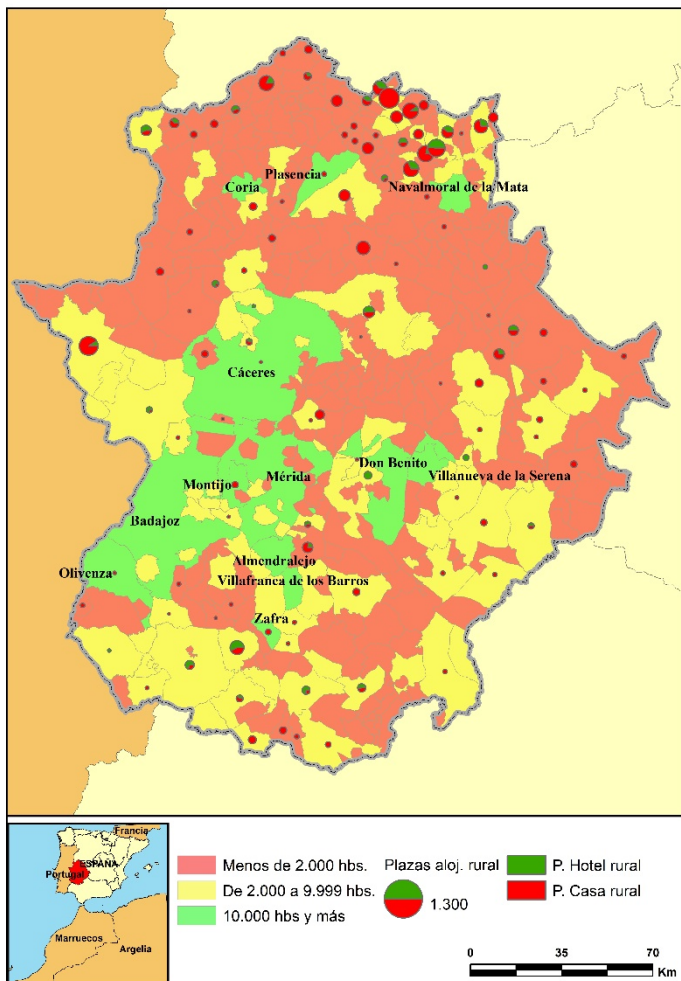 Plasencia
Coria
Navalmoral de la Mata
Cáceres
Don Benito
Villanueva de la Serena
Mérida
Montijo
Badajoz
Almendralejo
Olivenza
Villafranca de los Barros
Zafra
Francia
ESPAÑA
Portugal
Marruecos
Argelia
Menos de 2.000 hbs.
De 2.000 a 9.999 hbs.
10.000 hbs y más
Plazas aloj. rural
1.300
P. Hotel rural
P. Casa rural
0 35 70
Km